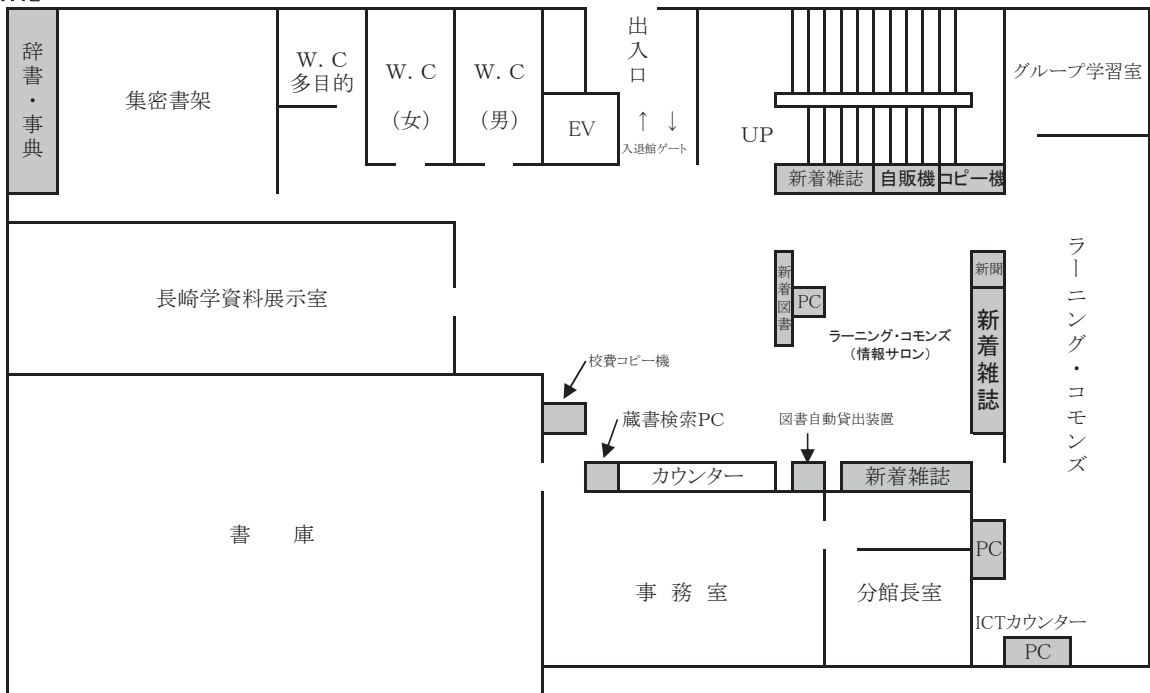 辞書・事典
集密書架
W. C
多目的
W. C
(女)
W. C
(男)
EV
出入口
↑ ↓
入退館ゲート
UP
新着雑誌
自販機
コピー機
グループ学習室
長崎学資料展示室
新着図書
PC
ラーニング・コモンズ
(情報サロン)
新聞
新着雑誌
ラーニング・コモンズ
校費コピー機
蔵書検索PC
図書自動貸出装置
カウンター
新着雑誌
書 庫
事 務 室
分館長室
PC
ICTカウンター
PC